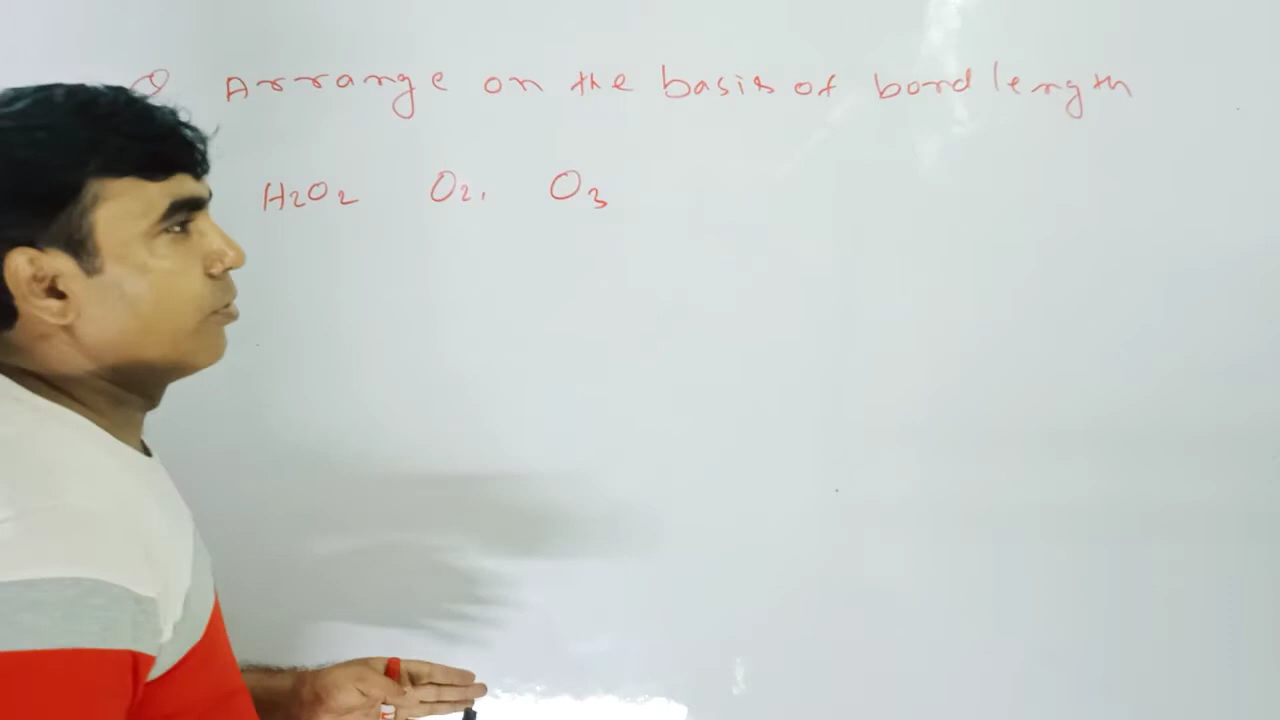 Q Arrange on the basis of bond length
H2O2 O2, O3